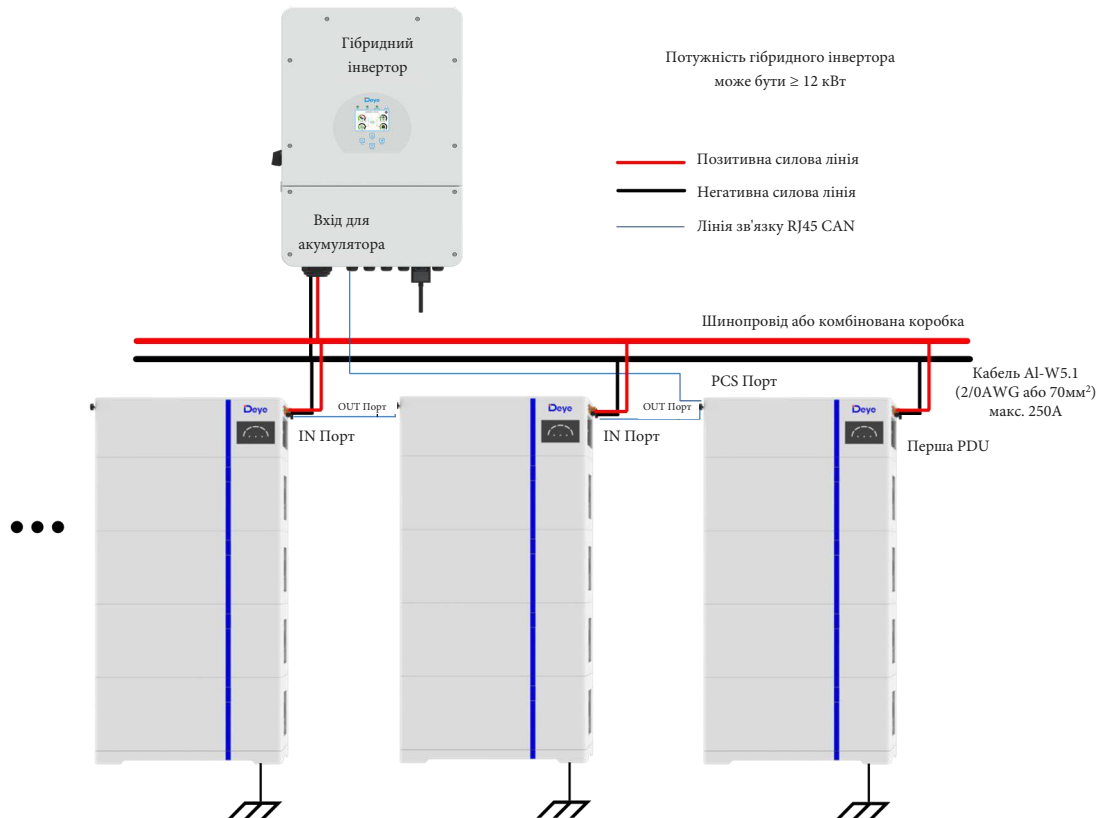 Гібридний
інвертор
Потужність гібридного інвертора
може бути ≥ 12 кВт
Deye
Позитивна силова лінія
Негативна силова лінія
Лінія зв'язку RJ45 CAN
Вхід для
акумулятора
Шинопровід або комбінована коробка
PCS Порт
Кабель Al-W5.1
(2/0AWG або 70мм²)
макс. 250А
Deye
OUT Порт
IN Порт
Deye
OUT Порт
IN Порт
Deye
Перша PDU